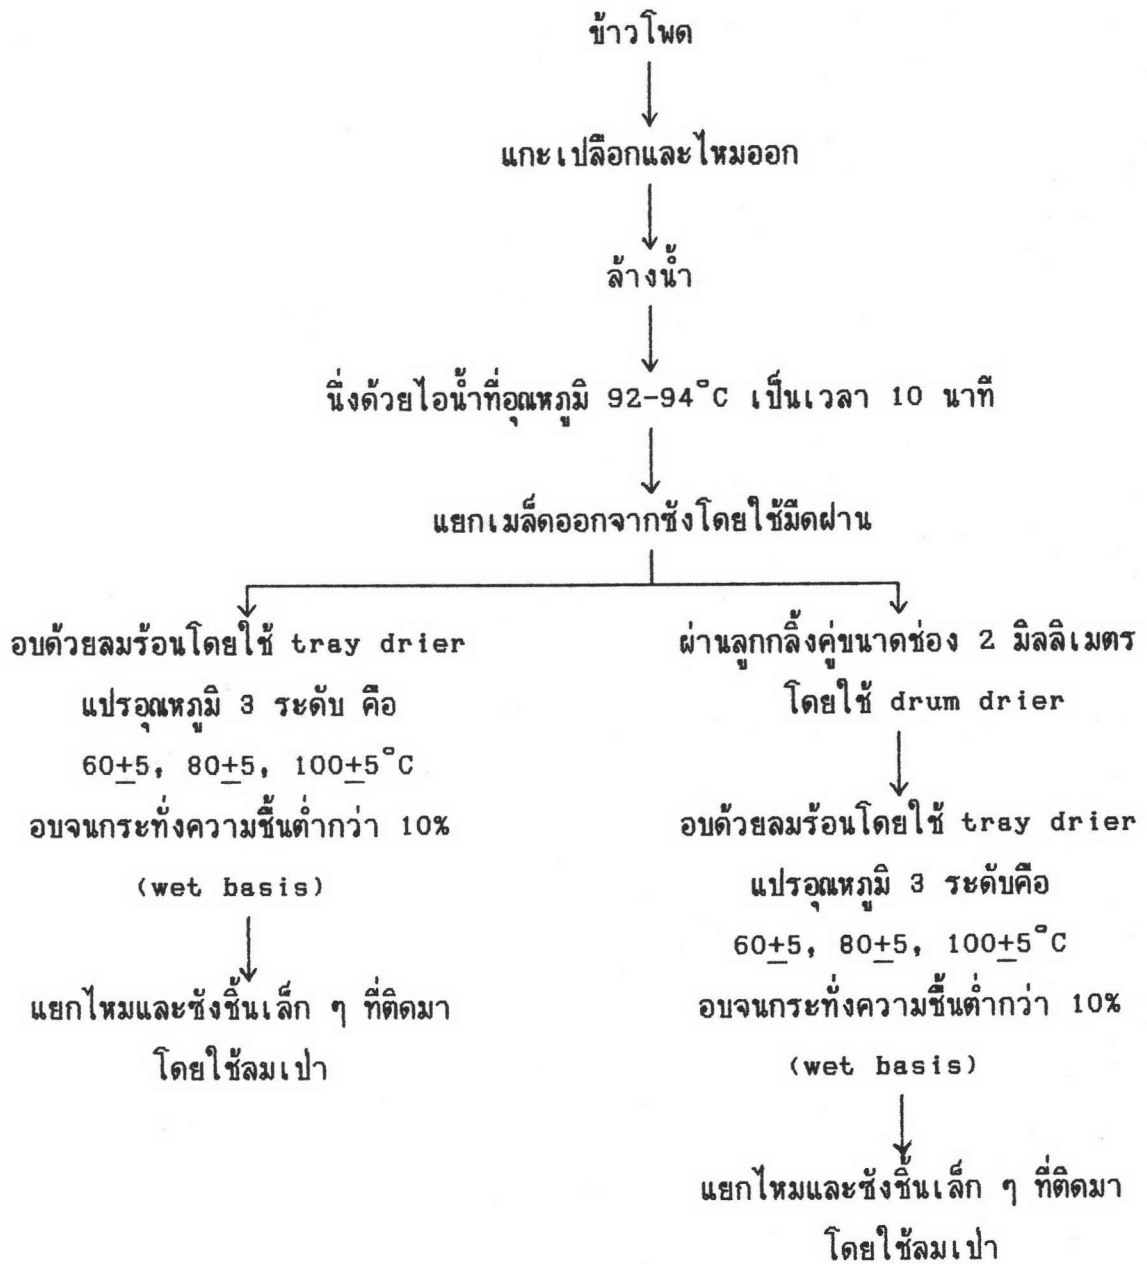 ข้าวโพด
แกะเปลือกและไหมออก
ล้างน้ำ
นึ่งด้วยไอน้ำที่อุณหภูมิ 92-94°C เป็นเวลา 10 นาที
แยกเมล็ดออกจากซังโดยใช้มีดฝาน
อบด้วยลมร้อนโดยใช้ tray drier
แปรอุณหภูมิ 3 ระดับ คือ
60±5, 80±5, 100±5°C
อบจนกระทั่งความชื้นต่ำกว่า 10%
(wet basis)
แยกไหมและซังชิ้นเล็ก ๆ ที่ติดมา
โดยใช้ลมเป่า
ผ่านลูกกลิ้งคู่ขนาดช่อง 2 มิลลิเมตร
โดยใช้ drum drier
อบด้วยลมร้อนโดยใช้ tray drier
แปรอุณหภูมิ 3 ระดับคือ
60±5, 80±5, 100±5°C
อบจนกระทั่งความชื้นต่ำกว่า 10%
(wet basis)
แยกไหมและซังชิ้นเล็ก ๆ ที่ติดมา
โดยใช้ลมเป่า